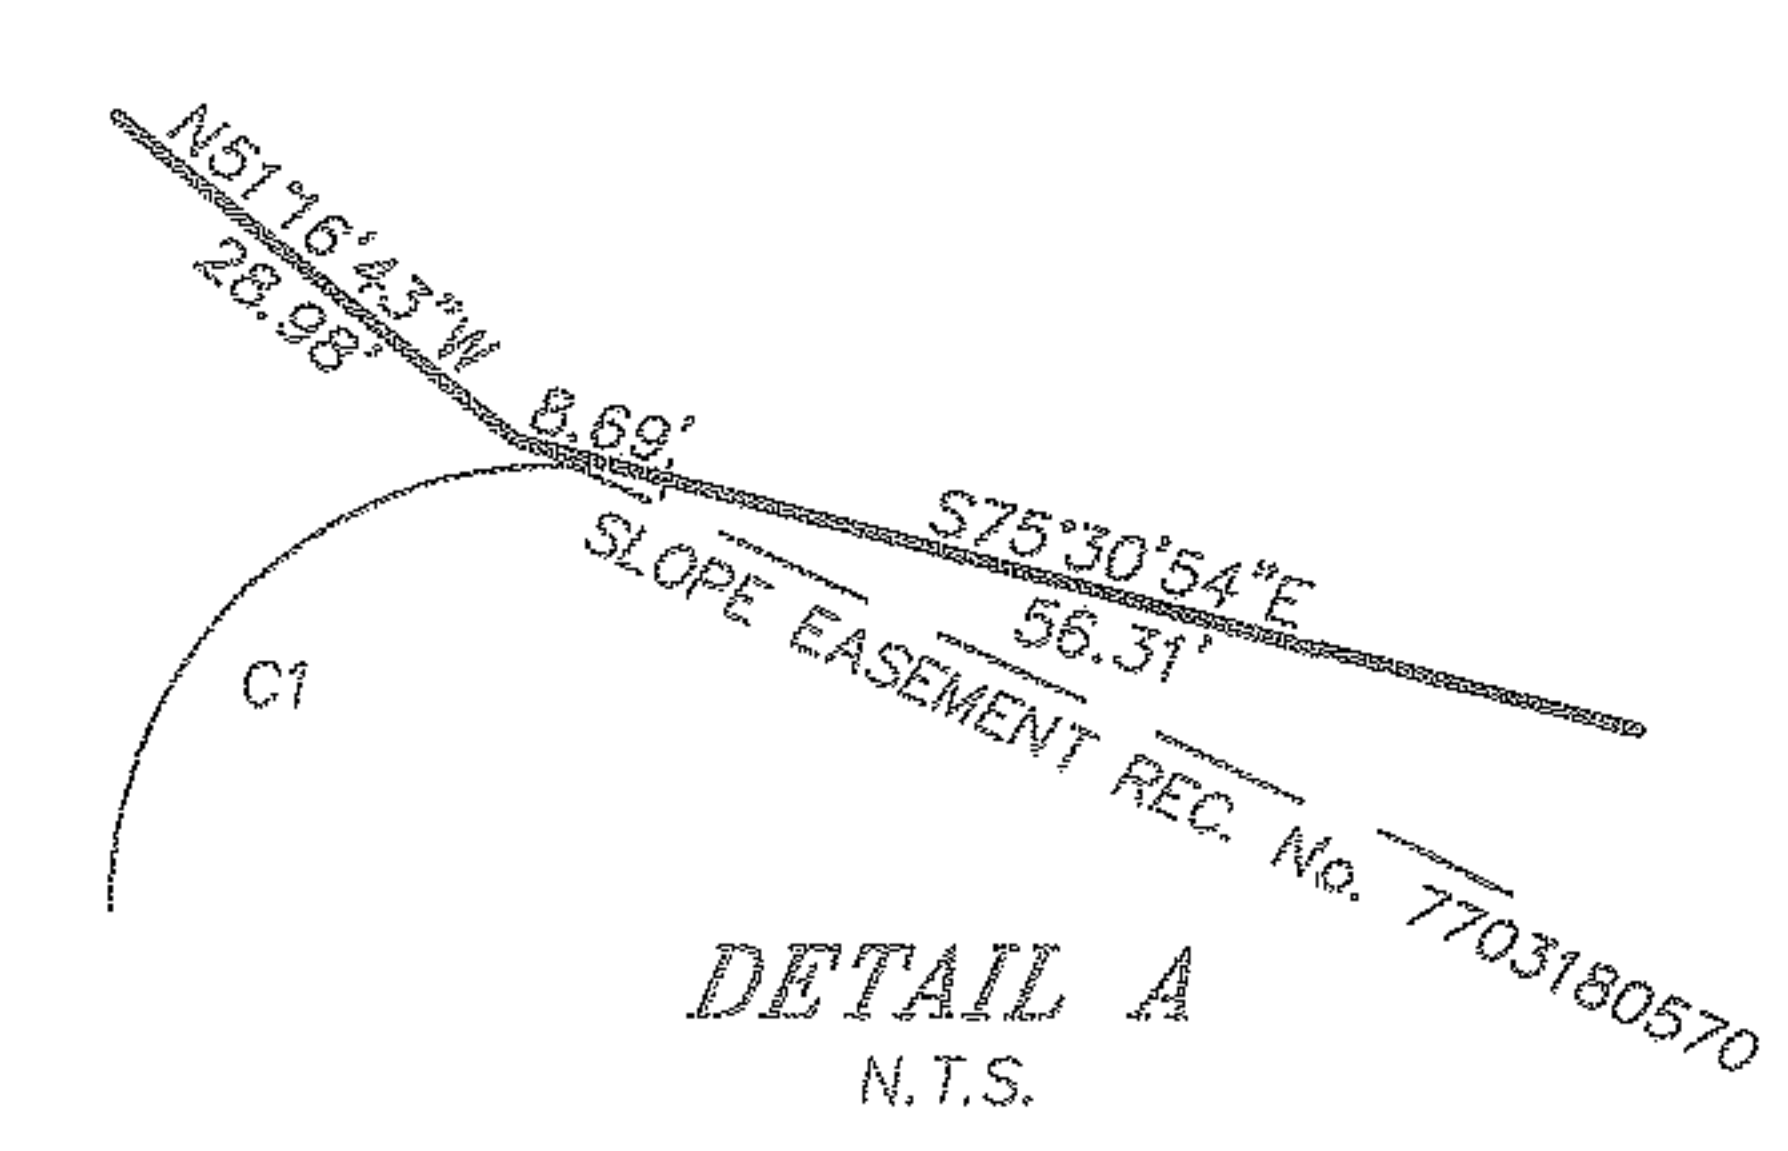 N51°16'43"W
28.98'
8.69'
S75°30'54"E
56.31'
SLOPE EASEMENT REC. No. 7703180570
C1
DETAIL A
N.T.S.